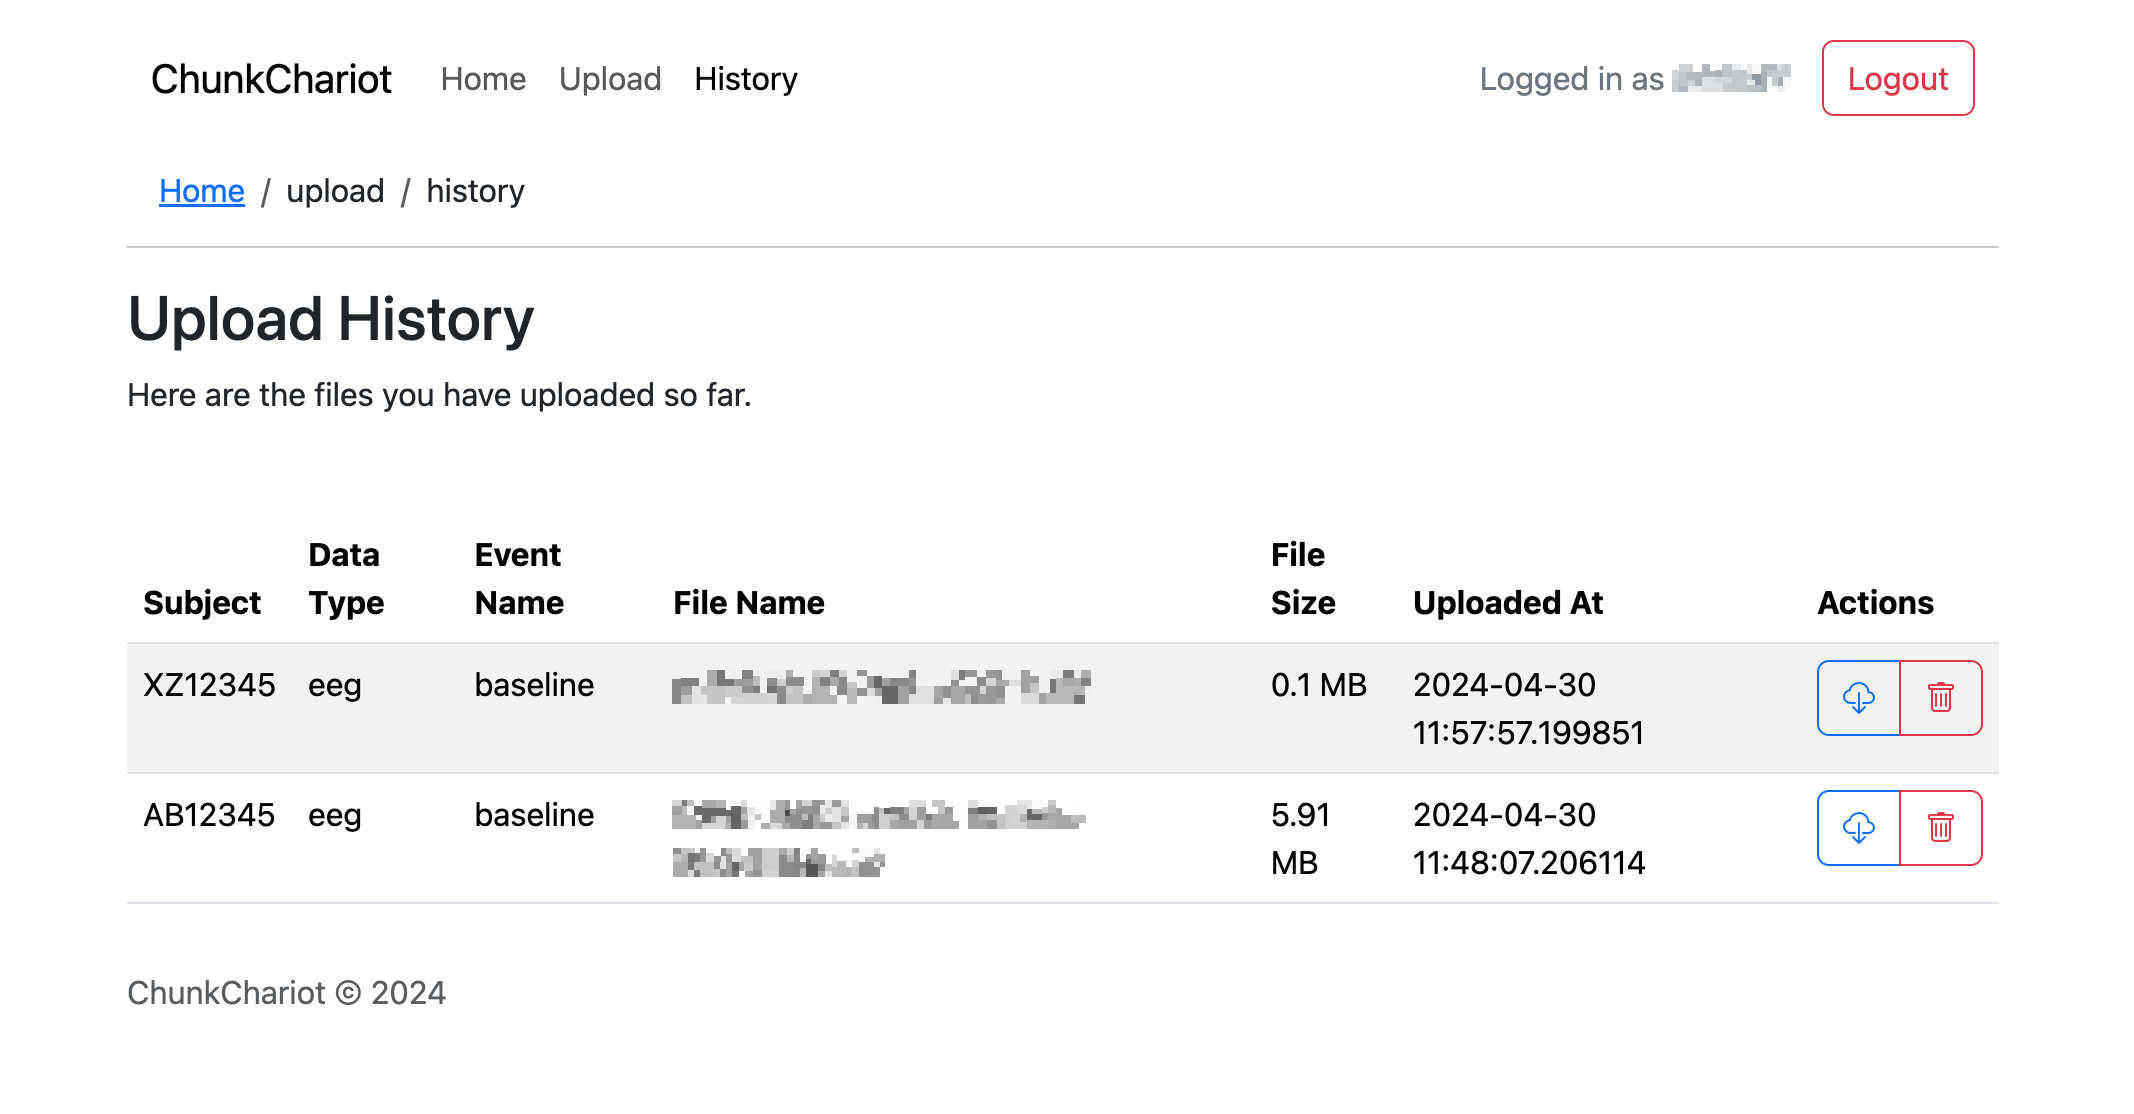 ChunkChariot Home Upload History Logged in as Logout
Home / upload / history
Upload History
Here are the files you have uploaded so far.
Subject Data Type Event Name File Name File Size Uploaded At Actions
XZ12345 eeg baseline 0.1 MB 2024-04-30
11:57:57.199851
AB12345 eeg baseline 5.91 2024-04-30
MB 11:48:07.206114
ChunkChariot © 2024